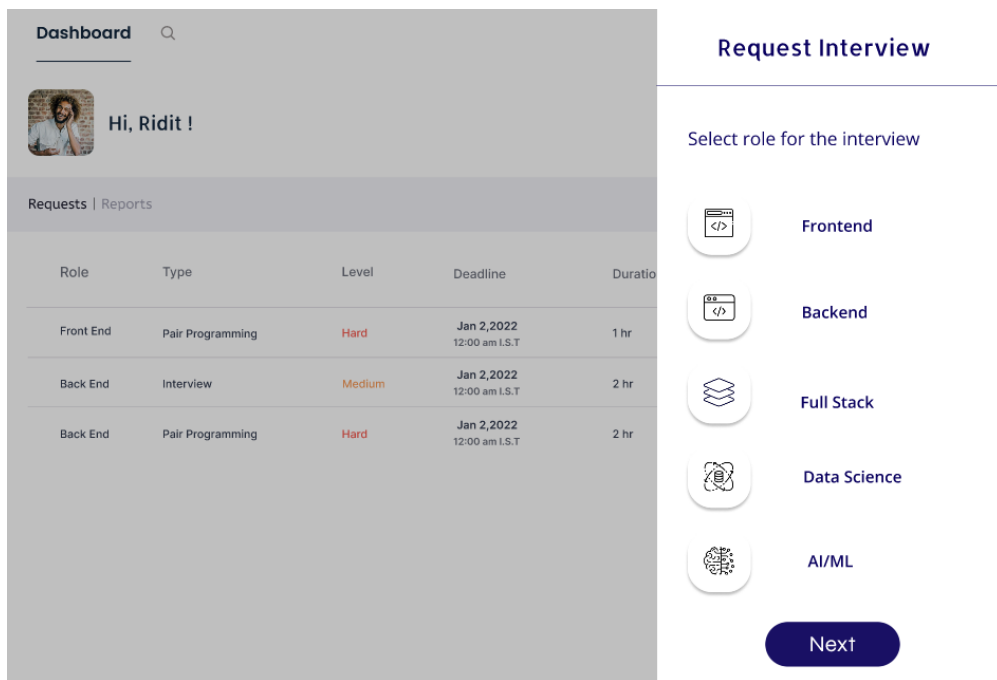 Dashboard
Hi, Ridit !
Requests | Reports
Role Type Level Deadline Duratio
Front End Pair Programming Hard Jan 2,2022 1 hr
12:00 am I.S.T
Back End Interview Medium Jan 2,2022 2 hr
12:00 am I.S.T
Back End Pair Programming Hard Jan 2,2022 2 hr
12:00 am I.S.T
Request Interview
Select role for the interview
</> Frontend
</> Backend
Full Stack
Data Science
AI/ML
Next